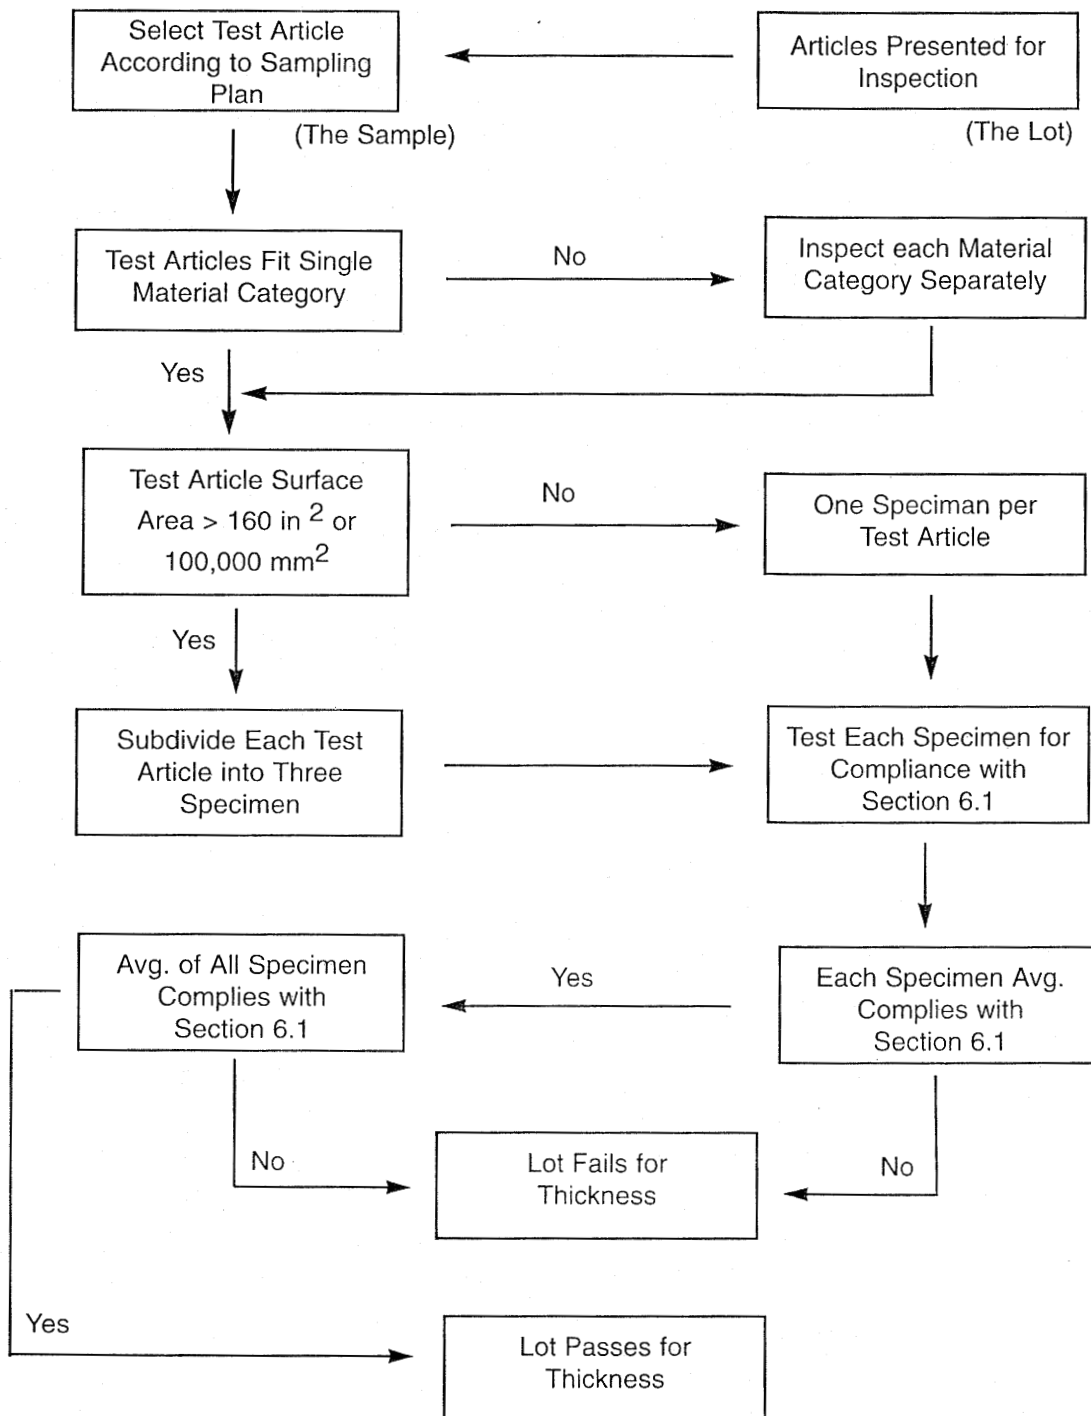 Select Test Article
According to Sampling
Plan
Articles Presented for
Inspection
(The Sample)
(The Lot)
Test Articles Fit Single
Material Category
No
Inspect each Material
Category Separately
Yes
Test Article Surface
Area > 160 in ² or
100,000 mm²
No
One Speciman per
Test Article
Yes
Subdivide Each Test
Article into Three
Specimen
Test Each Specimen for
Compliance with
Section 6.1
Avg. of All Specimen
Complies with
Section 6.1
Yes
Each Specimen Avg.
Complies with
Section 6.1
No
Lot Fails for
Thickness
No
Yes
Lot Passes for
Thickness